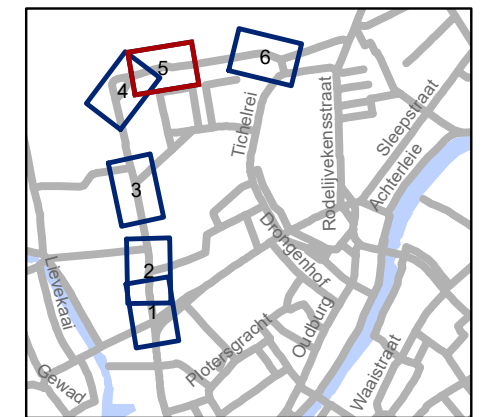 6
5
4
Tichelrei
Rodelijvekensstraat
Sleepstraat
Achterleie
3
Drongenhof
2
Lievekaai
1
Oudburg
Plotersgracht
Waaistraat
Gewad